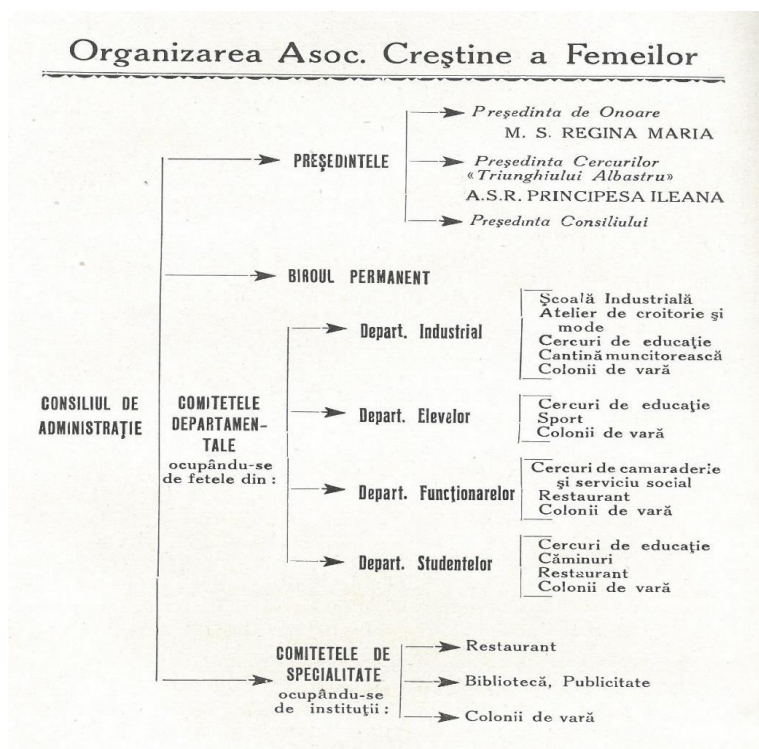 Organizarea Asoc. Creştine a Femeilor
PREŞEDINTELE
Preşedinta de Onoare
M. S. REGINA MARIA
Preşedinta Cercurilor
«Triunghiului Albastru»
A.S.R. PRINCIPESA ILEANA
Preşedinta Consiliului
BIROUL PERMANENT
CONSILIUL DE
ADMINISTRAŢIE
COMITETELE
DEPARTAMEN-
TALE
ocupându-se
de fetele din :
Depart. Industrial
Şcoală Industrială
Atelier de croitorie şi
mode
Cercuri de educaţie
Cantină muncitorească
Colonii de vară
Depart. Elevelor
Cercuri de educaţie
Sport
Colonii de vară
Depart. Funcţionarelor
Cercuri de camaraderie
şi serviciu social
Restaurant
Colonii de vară
Depart. Studentelor
Cercuri de educaţie
Căminuri
Restaurant
Colonii de vară
COMITETELE DE
SPECIALITATE
ocupându-se
de instituţii :
Restaurant
Bibliotecă, Publicitate
Colonii de vară